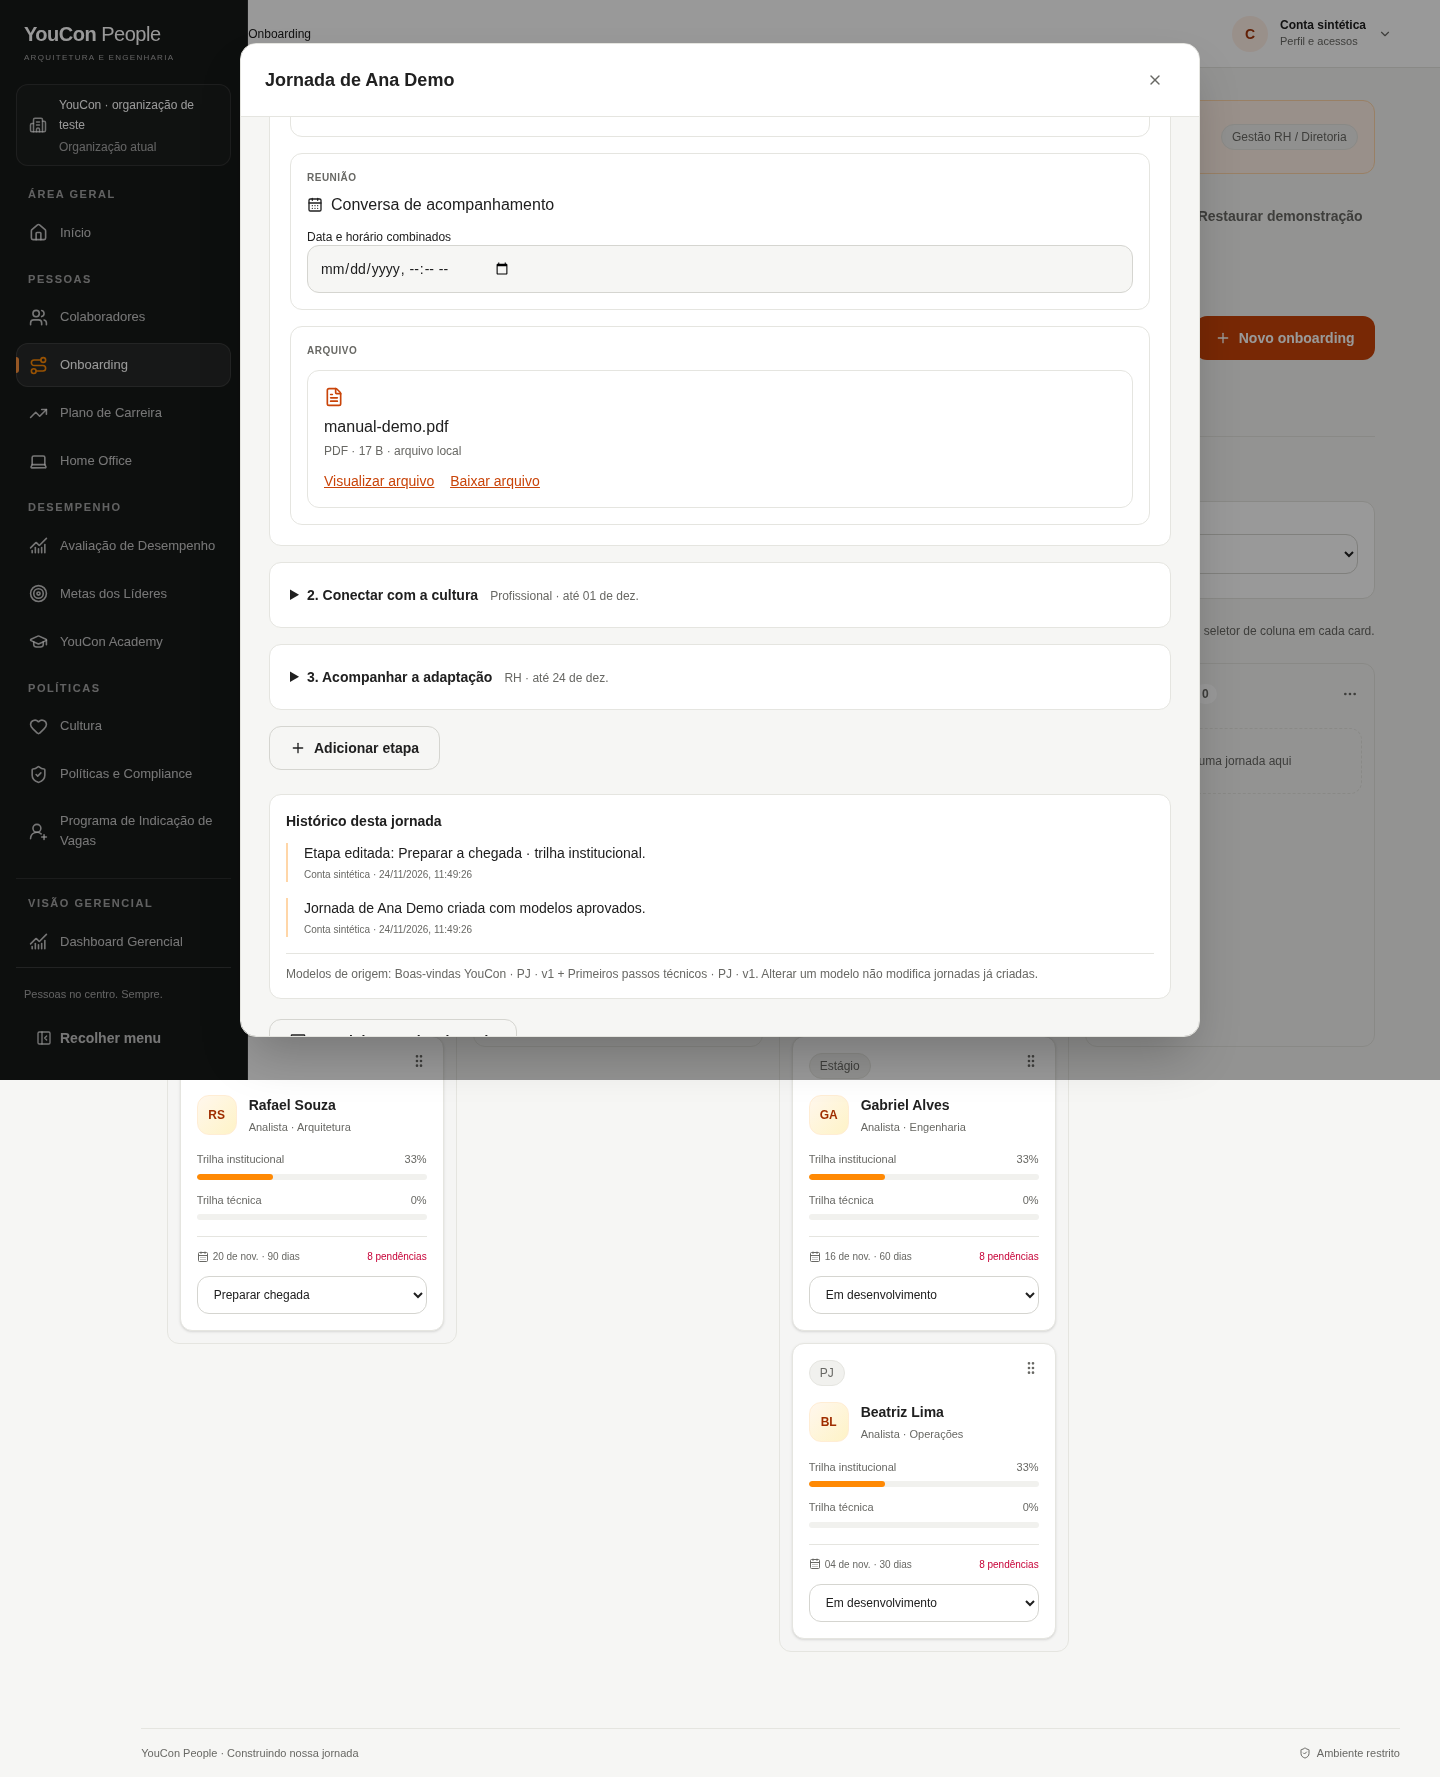 YouCon People
ARQUITETURA E ENGENHARIA
YouCon · organização de
teste
Organização atual
ÁREA GERAL
Início
PESSOAS
Colaboradores
Onboarding
Plano de Carreira
Home Office
DESEMPENHO
Avaliação de Desempenho
Metas dos Líderes
YouCon Academy
POLÍTICAS
Cultura
Políticas e Compliance
Programa de Indicação de
Vagas
VISÃO GERENCIAL
Dashboard Gerencial
Pessoas no centro. Sempre.
Recolher menu
Onboarding
C
Conta sintética
Perfil e acessos
Gestão RH / Diretoria
Restaurar demonstração
Novo onboarding
seletor de coluna em cada card.
0
uma jornada aqui
Jornada de Ana Demo
REUNIÃO
Conversa de acompanhamento
Data e horário combinados
mm/dd/yyyy, --:-- --
ARQUIVO
manual-demo.pdf
PDF · 17 B · arquivo local
Visualizar arquivo Baixar arquivo
2. Conectar com a cultura Profissional · até 01 de dez.
3. Acompanhar a adaptação RH · até 24 de dez.
Adicionar etapa
Histórico desta jornada
Etapa editada: Preparar a chegada · trilha institucional.
Conta sintética · 24/11/2026, 11:49:26
Jornada de Ana Demo criada com modelos aprovados.
Conta sintética · 24/11/2026, 11:49:26
Modelos de origem: Boas-vindas YouCon · PJ · v1 + Primeiros passos técnicos · PJ · v1. Alterar um modelo não modifica jornadas já criadas.
RS
Rafael Souza
Analista · Arquitetura
Trilha institucional 33%
Trilha técnica 0%
20 de nov. · 90 dias 8 pendências
Preparar chegada
Estágio
GA
Gabriel Alves
Analista · Engenharia
Trilha institucional 33%
Trilha técnica 0%
16 de nov. · 60 dias 8 pendências
Em desenvolvimento
PJ
BL
Beatriz Lima
Analista · Operações
Trilha institucional 33%
Trilha técnica 0%
04 de nov. · 30 dias 8 pendências
Em desenvolvimento
YouCon People · Construindo nossa jornada
Ambiente restrito